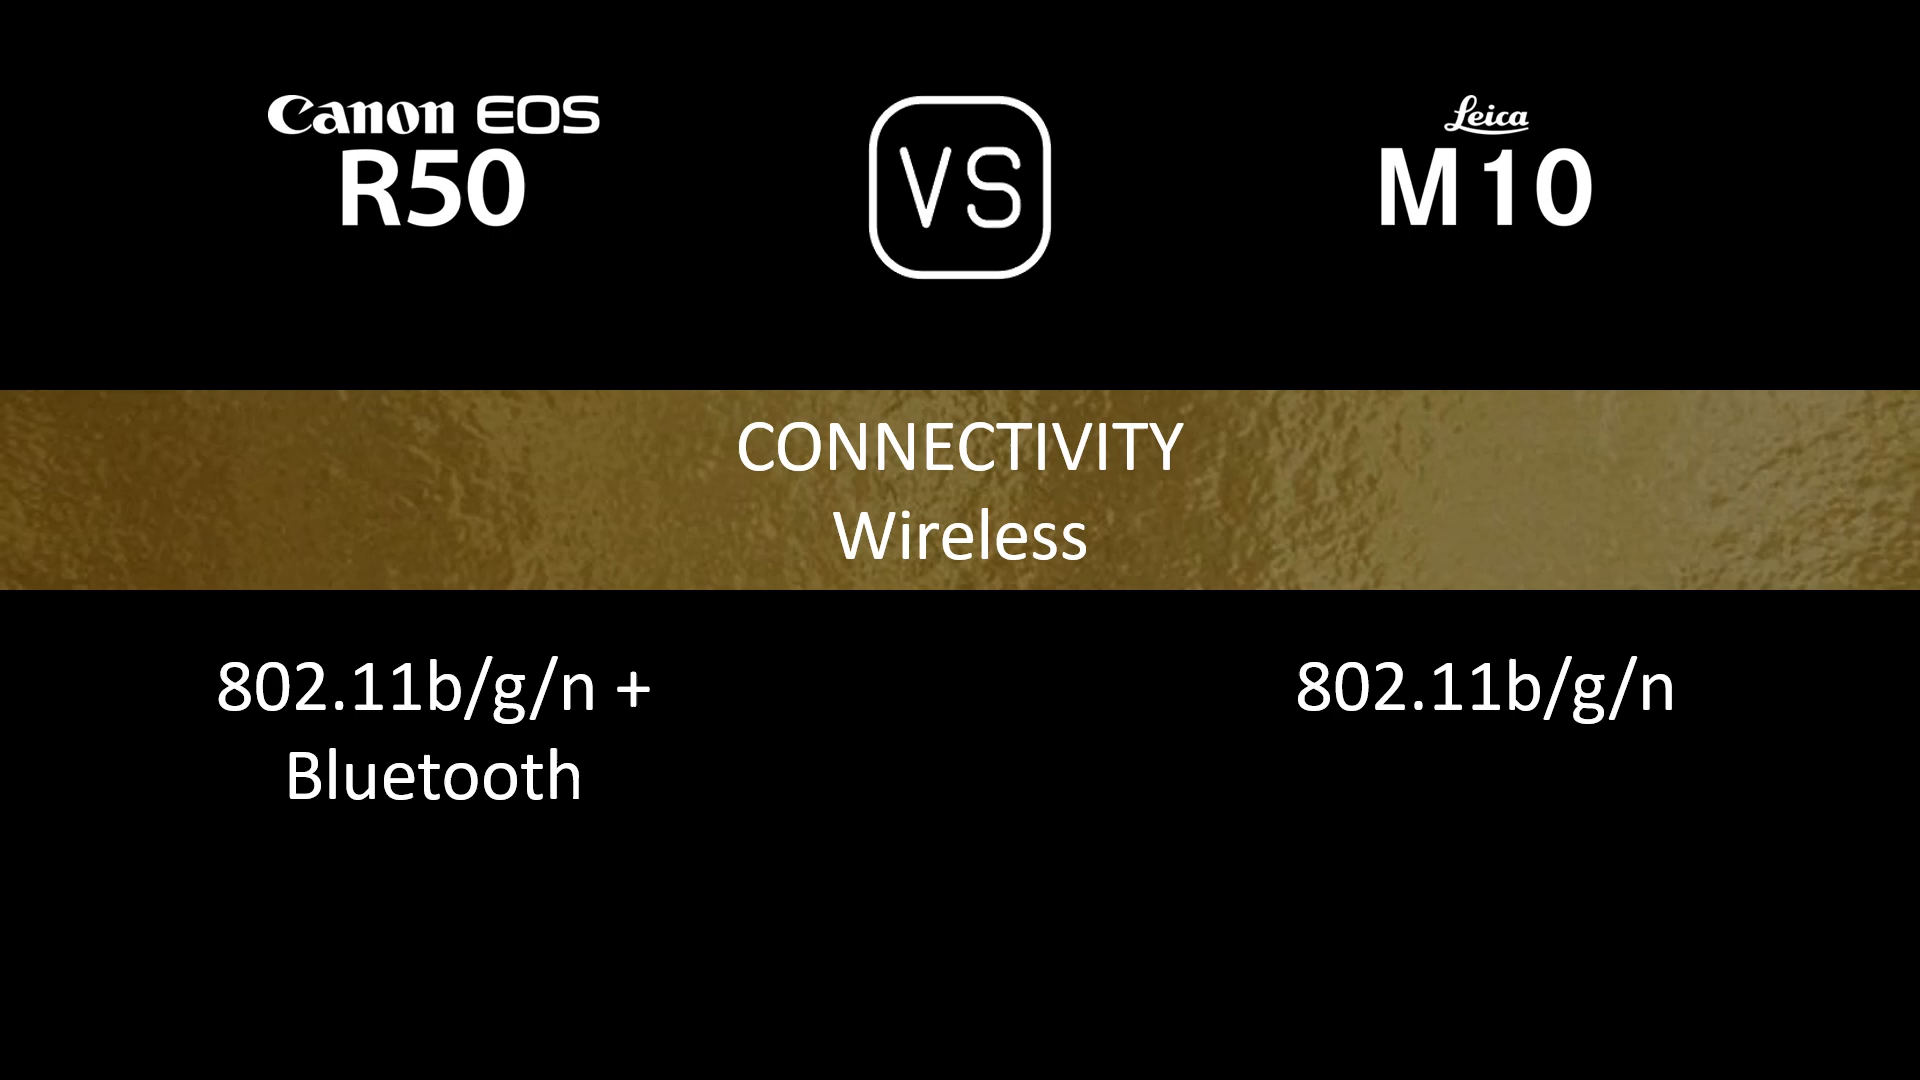 Canon EOS
R50
VS
Leica
M10
CONNECTIVITY
Wireless
802.11b/g/n +
Bluetooth
802.11b/g/n